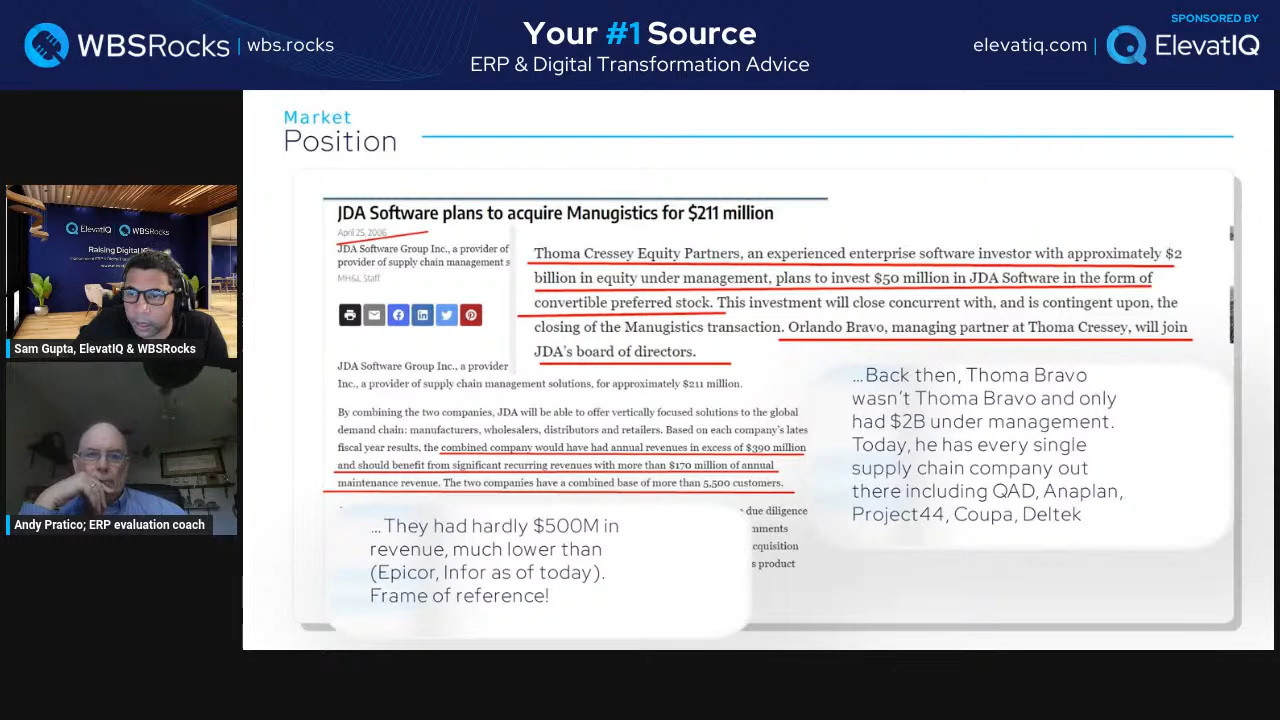 WBSRocks | wbs.rocks
Your #1 Source
ERP & Digital Transformation Advice
SPONSORED BY
elevatiq.com | ElevatIQ
Market
Position
JDA Software plans to acquire Manugistics for $211 million
April 25, 2006
JDA Software Group Inc., a provider of
provider of supply chain management s
MH&L Staff
Thoma Cressey Equity Partners, an experienced enterprise software investor with approximately $2
billion in equity under management, plans to invest $50 million in JDA Software in the form of
convertible preferred stock. This investment will close concurrent with, and is contingent upon, the
closing of the Manugistics transaction. Orlando Bravo, managing partner at Thoma Cressey, will join
JDA's board of directors.
JDA Software Group Inc., a provider
Inc., a provider of supply chain management solutions, for approximately $211 million.
By combining the two companies, JDA will be able to offer vertically focused solutions to the global
demand chain: manufacturers, wholesalers, distributors and retailers. Based on each company's lates
fiscal year results, the combined company would have had annual revenues in excess of $390 million
and should benefit from significant recurring revenues with more than $170 million of annual
maintenance revenue. The two companies have a combined base of more than 5,500 customers.
due diligence
mments
cquisition
s product
...They had hardly $500M in
revenue, much lower than
(Epicor, Infor as of today).
Frame of reference!
...Back then, Thoma Bravo
wasn't Thoma Bravo and only
had $2B under management.
Today, he has every single
supply chain company out
there including QAD, Anaplan,
Project44, Coupa, Deltek
ElevatIQ WBSRocks
Raising Digital
Sam Gupta, ElevatIQ & WBSRocks
Andy Pratico; ERP evaluation coach